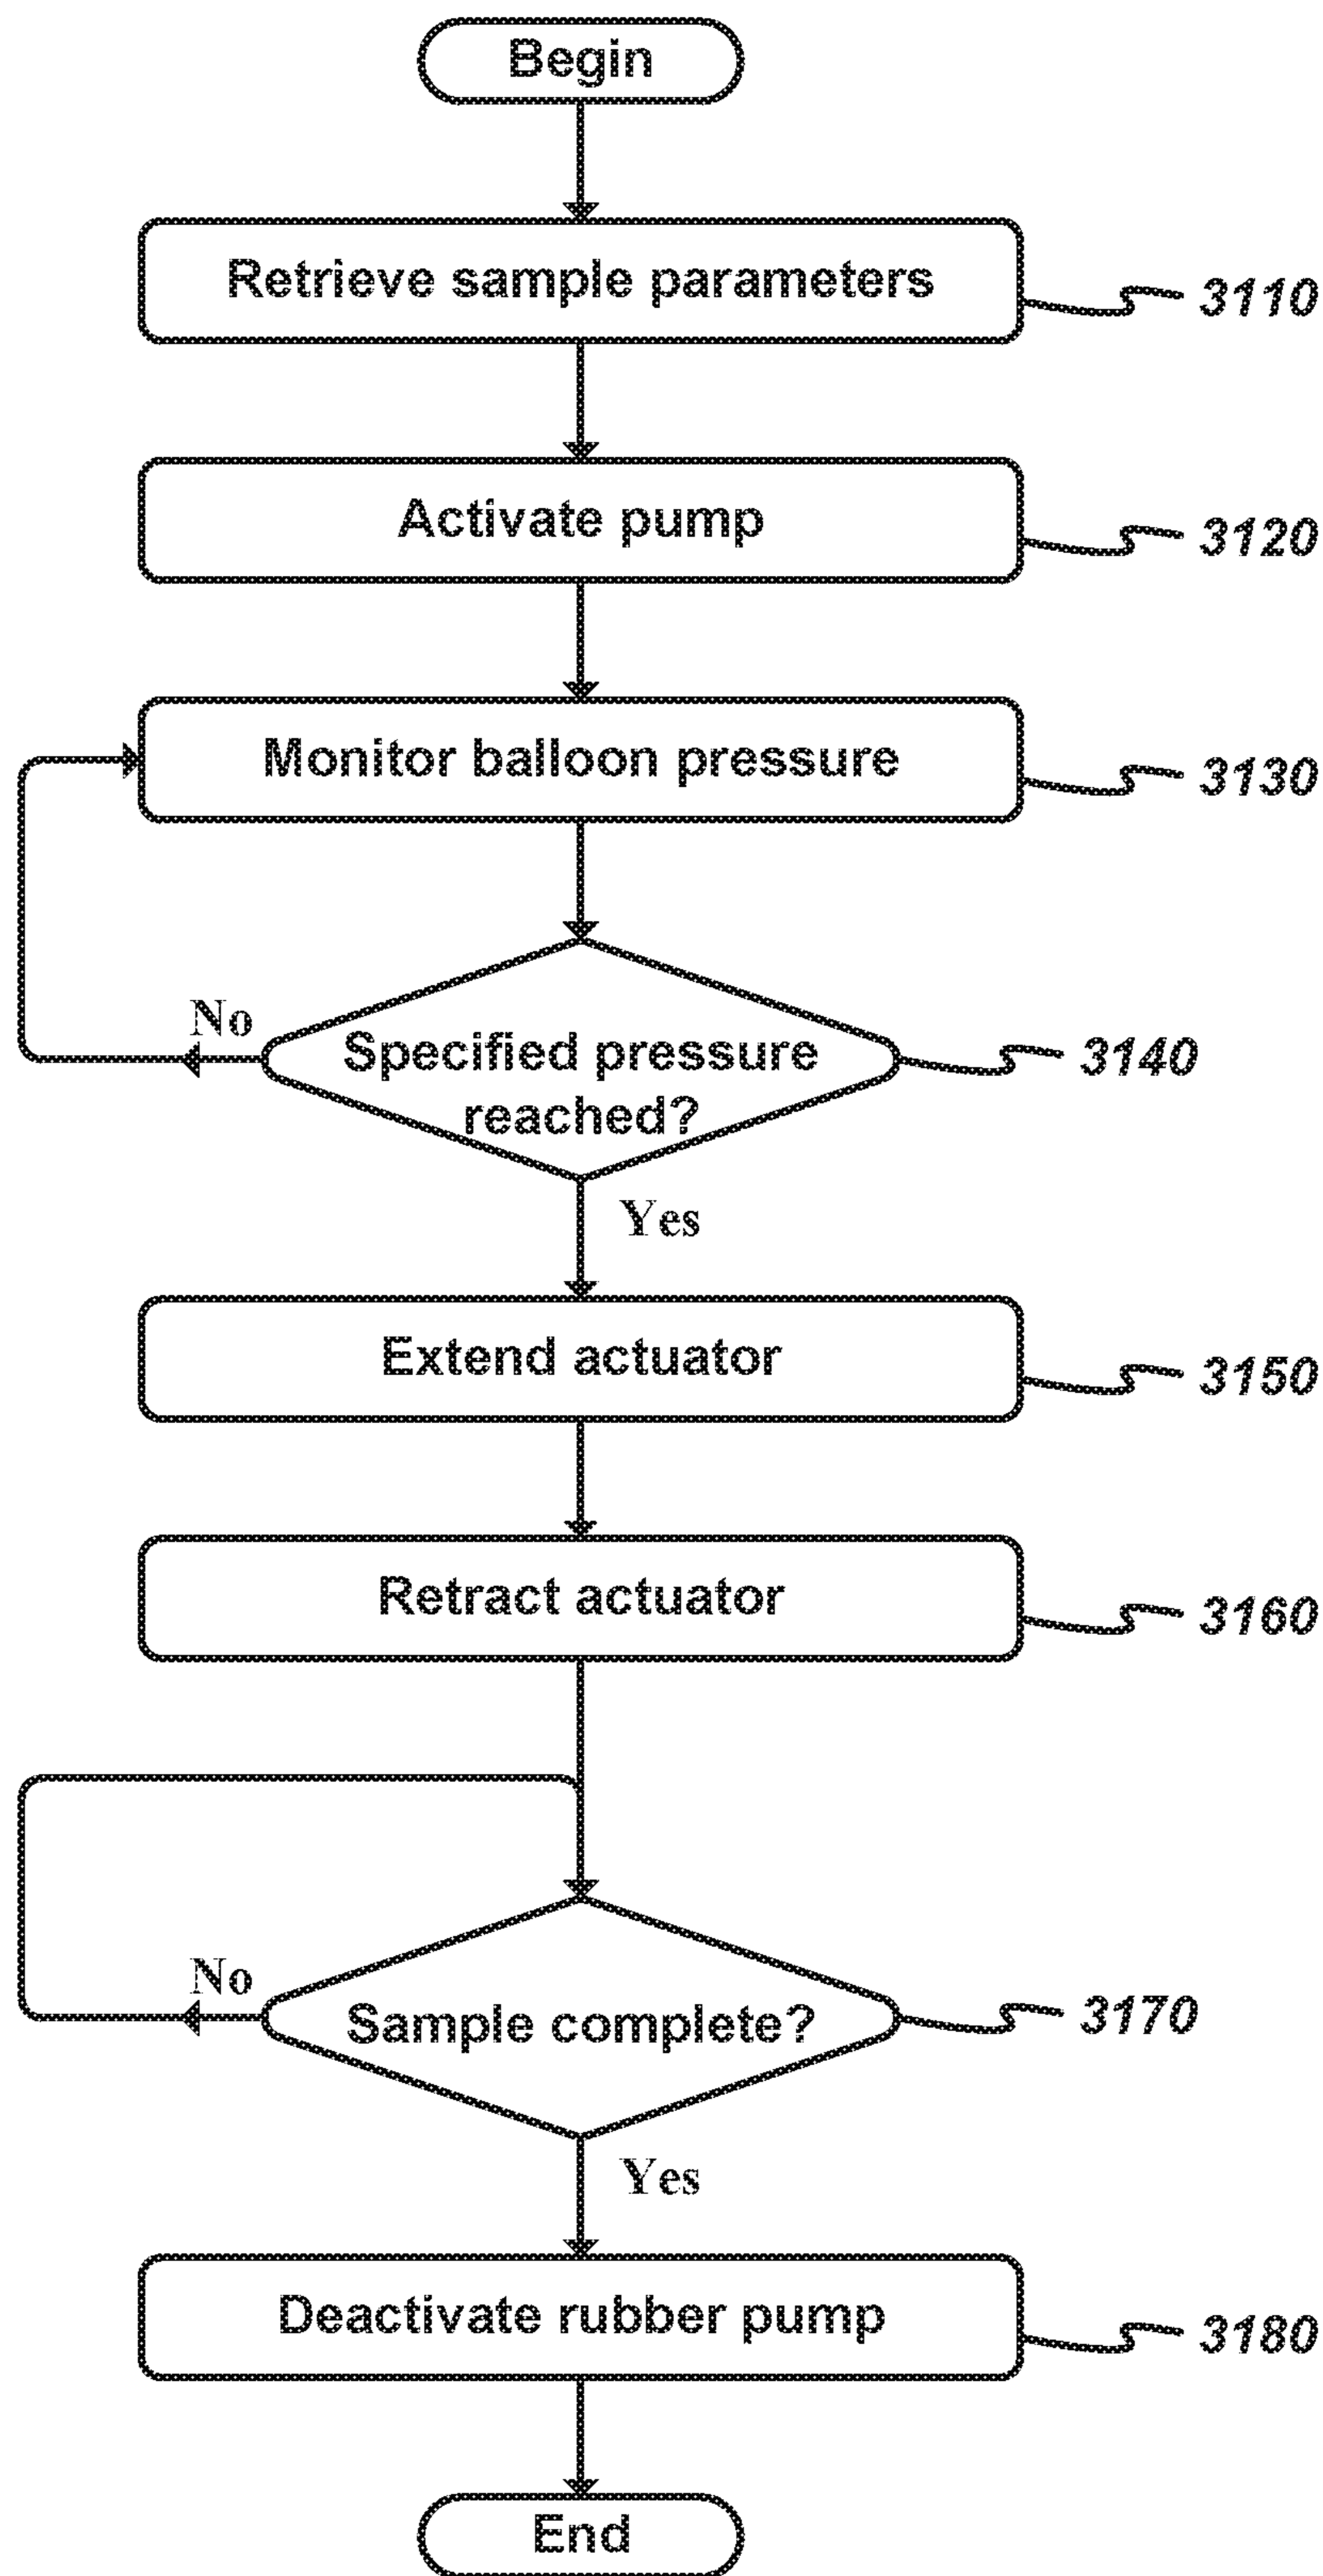 Begin
Retrieve sample parameters
3110
Activate pump
3120
Monitor balloon pressure
3130
No
Specified pressure
reached?
3140
Yes
Extend actuator
3150
Retract actuator
3160
No
Sample complete?
3170
Yes
Deactivate rubber pump
3180
End